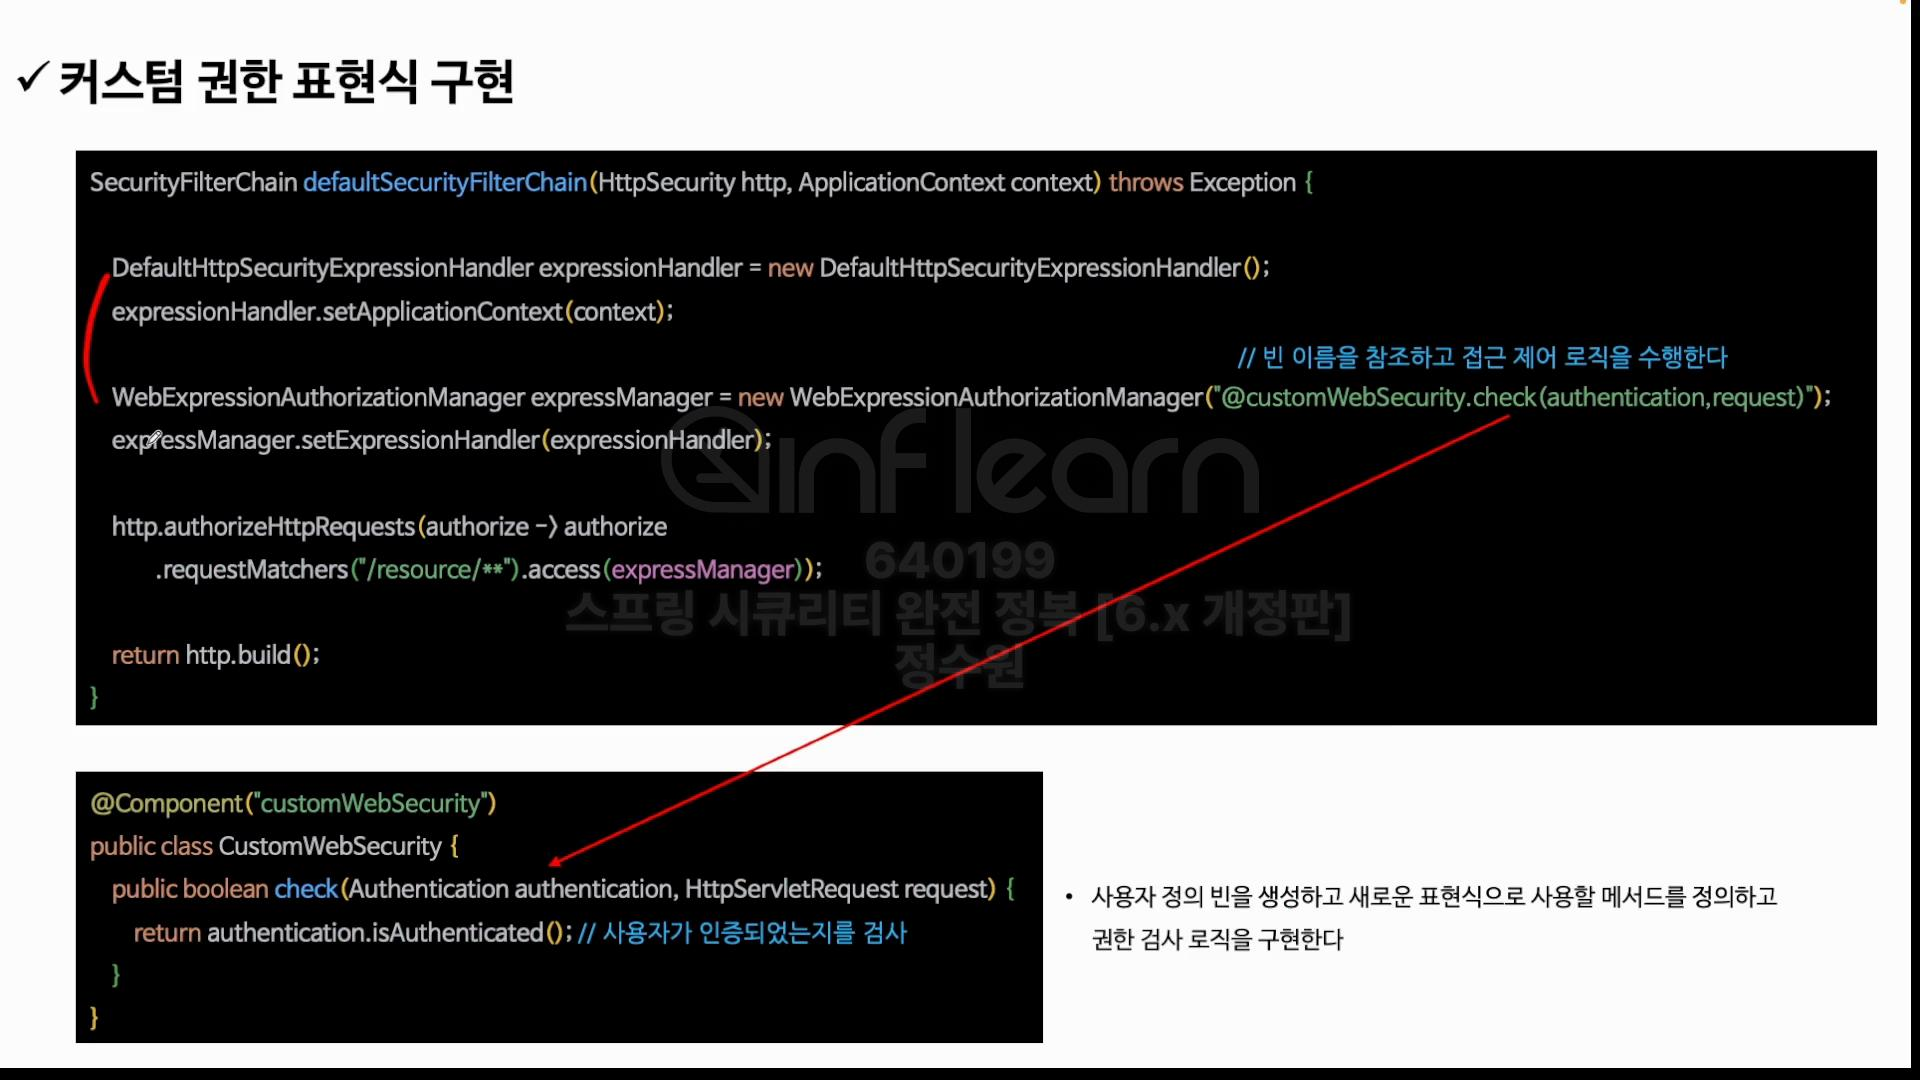 ✓ 커스텀 권한 표현식 구현
SecurityFilterChain defaultSecurityFilterChain(HttpSecurity http, ApplicationContext context) throws Exception {
DefaultHttpSecurityExpressionHandler expressionHandler = new DefaultHttpSecurityExpressionHandler();
expressionHandler.setApplicationContext(context);
// 빈 이름을 참조하고 접근 제어 로직을 수행한다
WebExpressionAuthorizationManager expressManager = new WebExpressionAuthorizationManager("@customWebSecurity.check(authentication,request)");
expressManager.setExpressionHandler(expressionHandler);
inflearn
http.authorizeHttpRequests(authorize -> authorize
.requestMatchers("/resource/**").access(expressManager));
640199
스프링 시큐리티 완전 정복 [6.x 개정판]
정수원
return http.build();
}
@Component("customWebSecurity")
public class CustomWebSecurity {
public boolean check(Authentication authentication, HttpServletRequest request) {
return authentication.isAuthenticated(); // 사용자가 인증되었는지를 검사
}
}
• 사용자 정의 빈을 생성하고 새로운 표현식으로 사용할 메서드를 정의하고
권한 검사 로직을 구현한다